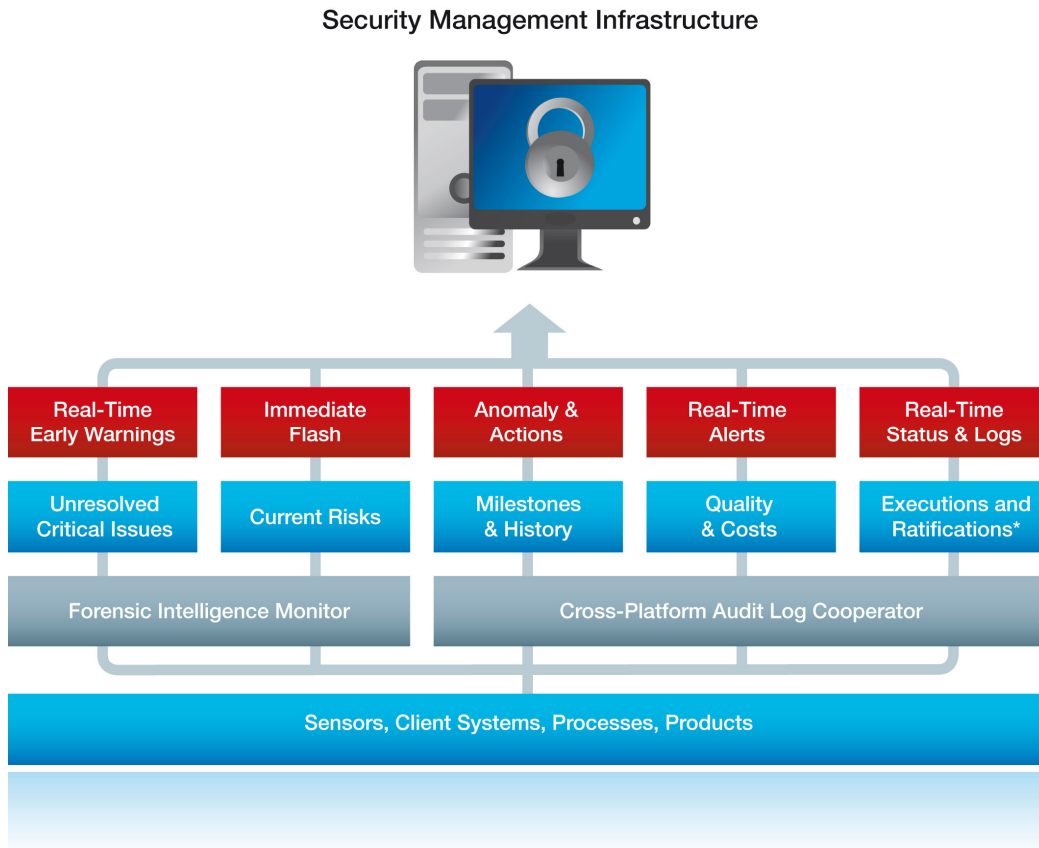 Security Management Infrastructure
Real-Time
Early Warnings
Immediate
Flash
Anomaly &
Actions
Real-Time
Alerts
Real-Time
Status & Logs
Unresolved
Critical Issues
Current Risks
Milestones
& History
Quality
& Costs
Executions and
Ratifications*
Forensic Intelligence Monitor
Cross-Platform Audit Log Cooperator
Sensors, Client Systems, Processes, Products